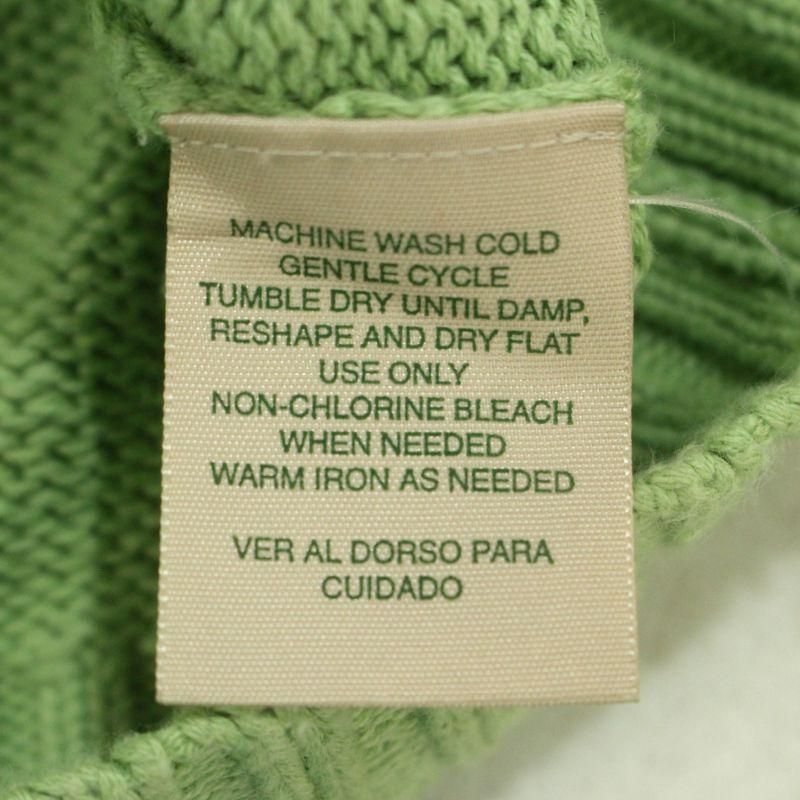 MACHINE WASH COLD
GENTLE CYCLE
TUMBLE DRY UNTIL DAMP,
RESHAPE AND DRY FLAT
USE ONLY
NON-CHLORINE BLEACH
WHEN NEEDED
WARM IRON AS NEEDED
VER AL DORSO PARA
CUIDADO